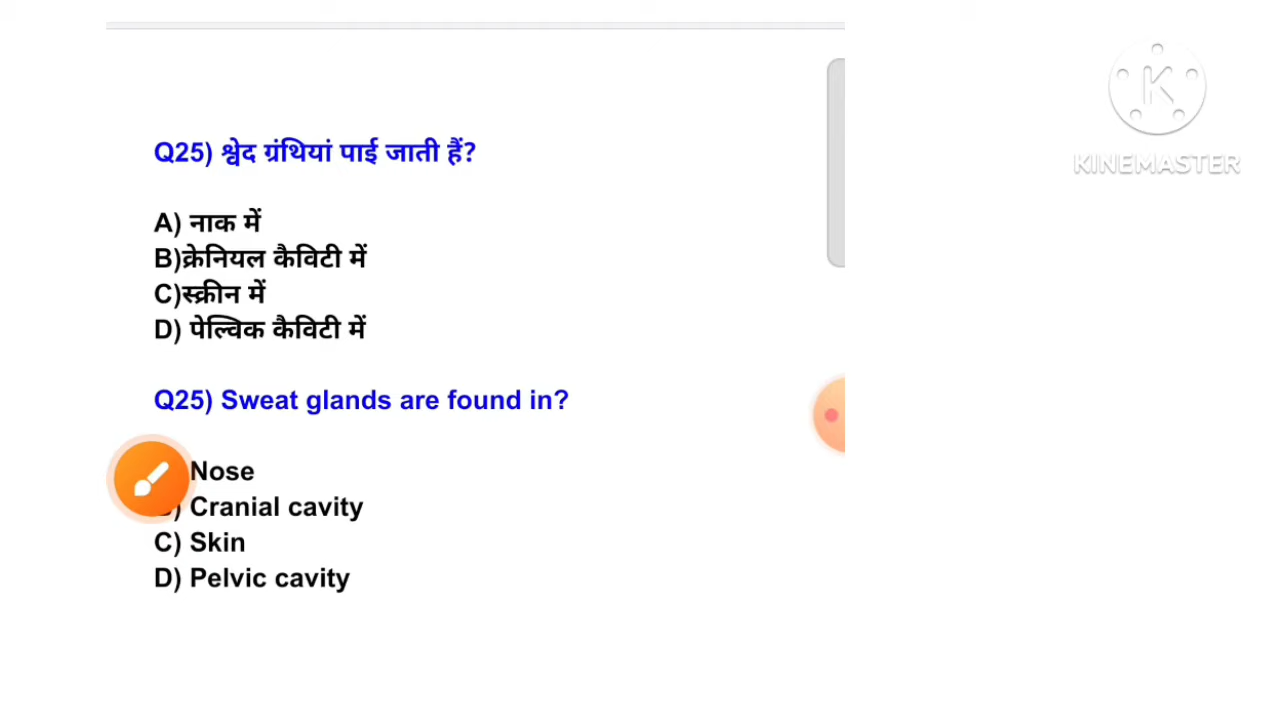 Q25) श्वेद ग्रंथियां पाई जाती हैं?
A) नाक में
B)क्रेनियल कैविटी में
C)स्क्रीन में
D) पेल्विक कैविटी में
Q25) Sweat glands are found in?
Nose
) Cranial cavity
C) Skin
D) Pelvic cavity
KINEMASTER